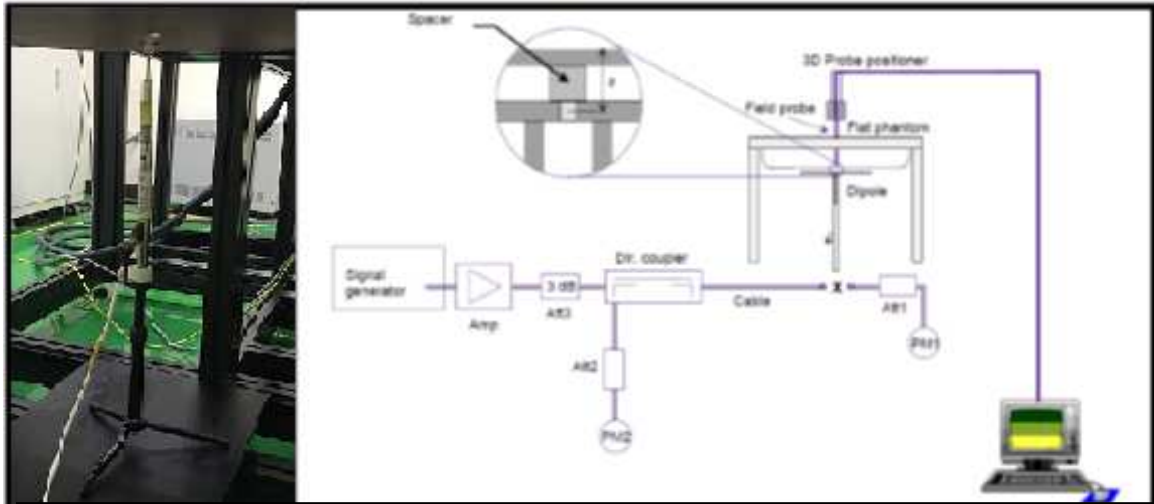 Spacer
3D Probe positioner
Field probe
Flat phantom
Dipole
Signal
generator
Amp
3 dB
Att3
Dir. coupler
Cable
Att1
PM1
Att2
PM2
x